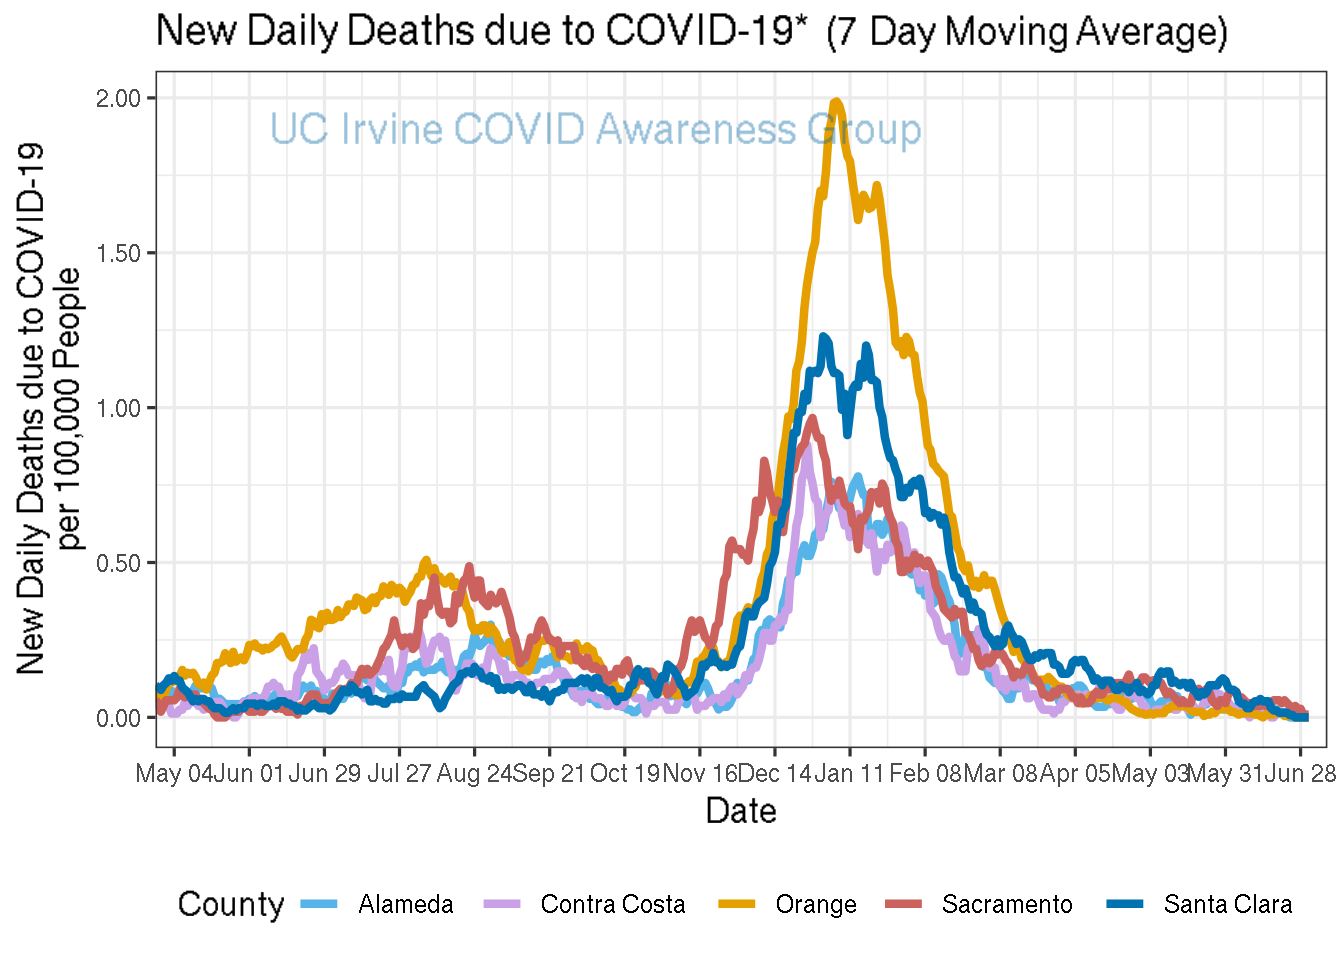 New Daily Deaths due to COVID-19* (7 Day Moving Average)
UC Irvine COVID Awareness Group
New Daily Deaths due to COVID-19
per 100,000 People
2.00
1.50
1.00
0.50
0.00
May 04 Jun 01 Jun 29 Jul 27 Aug 24 Sep 21 Oct 19 Nov 16 Dec 14 Jan 11 Feb 08 Mar 08 Apr 05 May 03 May 31 Jun 28
Date
County Alameda Contra Costa Orange Sacramento Santa Clara